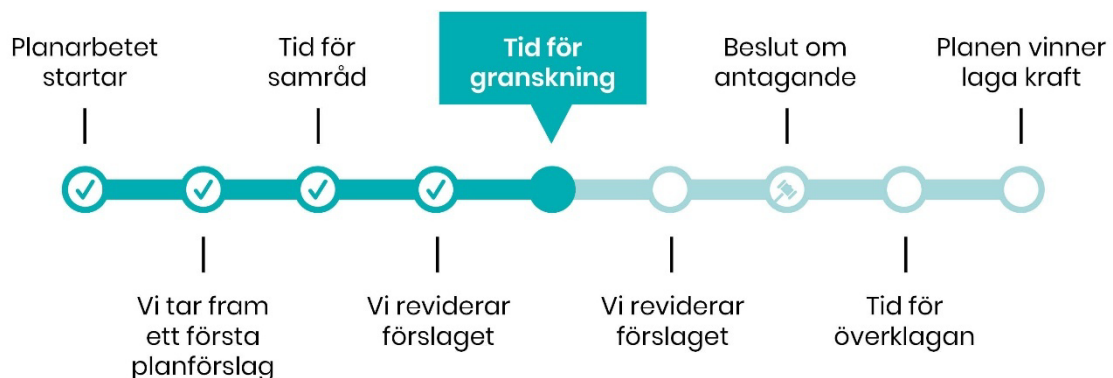 Planarbetet
startar
Tid för
samråd
Tid för
granskning
Beslut om
antagande
Planen vinner
laga kraft
Vi tar fram
ett första
planförslag
Vi reviderar
förslaget
Vi reviderar
förslaget
Tid för
överklagan